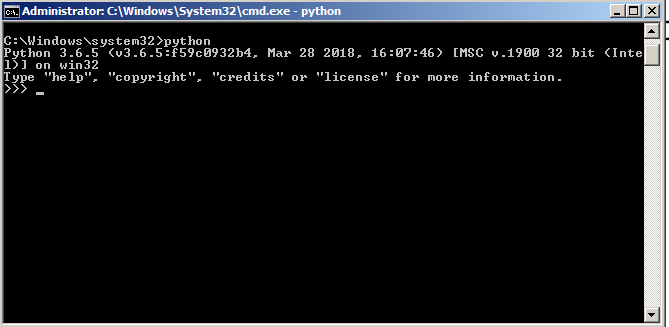 Administrator: C:\Windows\System32\cmd.exe - python
C:\Windows\system32>python
Python 3.6.5 (v3.6.5:f59c0932b4, Mar 28 2018, 16:07:46) [MSC v.1900 32 bit (Inte
l)] on win32
Type "help", "copyright", "credits" or "license" for more information.
>>> _